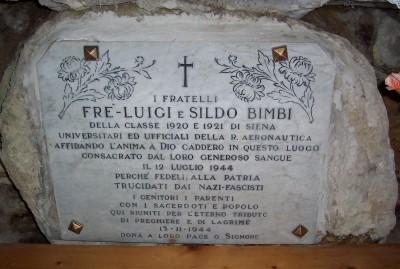 I FRATELLI
FRE-LUIGI E SILDO BIMBI
DELLA CLASSE 1920 E 1921 DI SIENA
UNIVERSITARI ED UFFICIALI DELLA R. AERONAUTICA
AFFIDANDO L'ANIMA A DIO CADDERO IN QUESTO LUOGO
CONSACRATO DAL LORO GENEROSO SANGUE
IL 12 LUGLIO 1944
PERCHÉ FEDELI ALLA PATRIA
TRUCIDATI DAI NAZI-FASCISTI
I GENITORI I PARENTI
CON I SACERDOTI E POPOLO
QUI RIUNITI PER L'ETERNO TRIBUTO
DI PREGHIERE E DI LAGRIME
13-11-1944
DONA A LORO PACE O SIGNORE